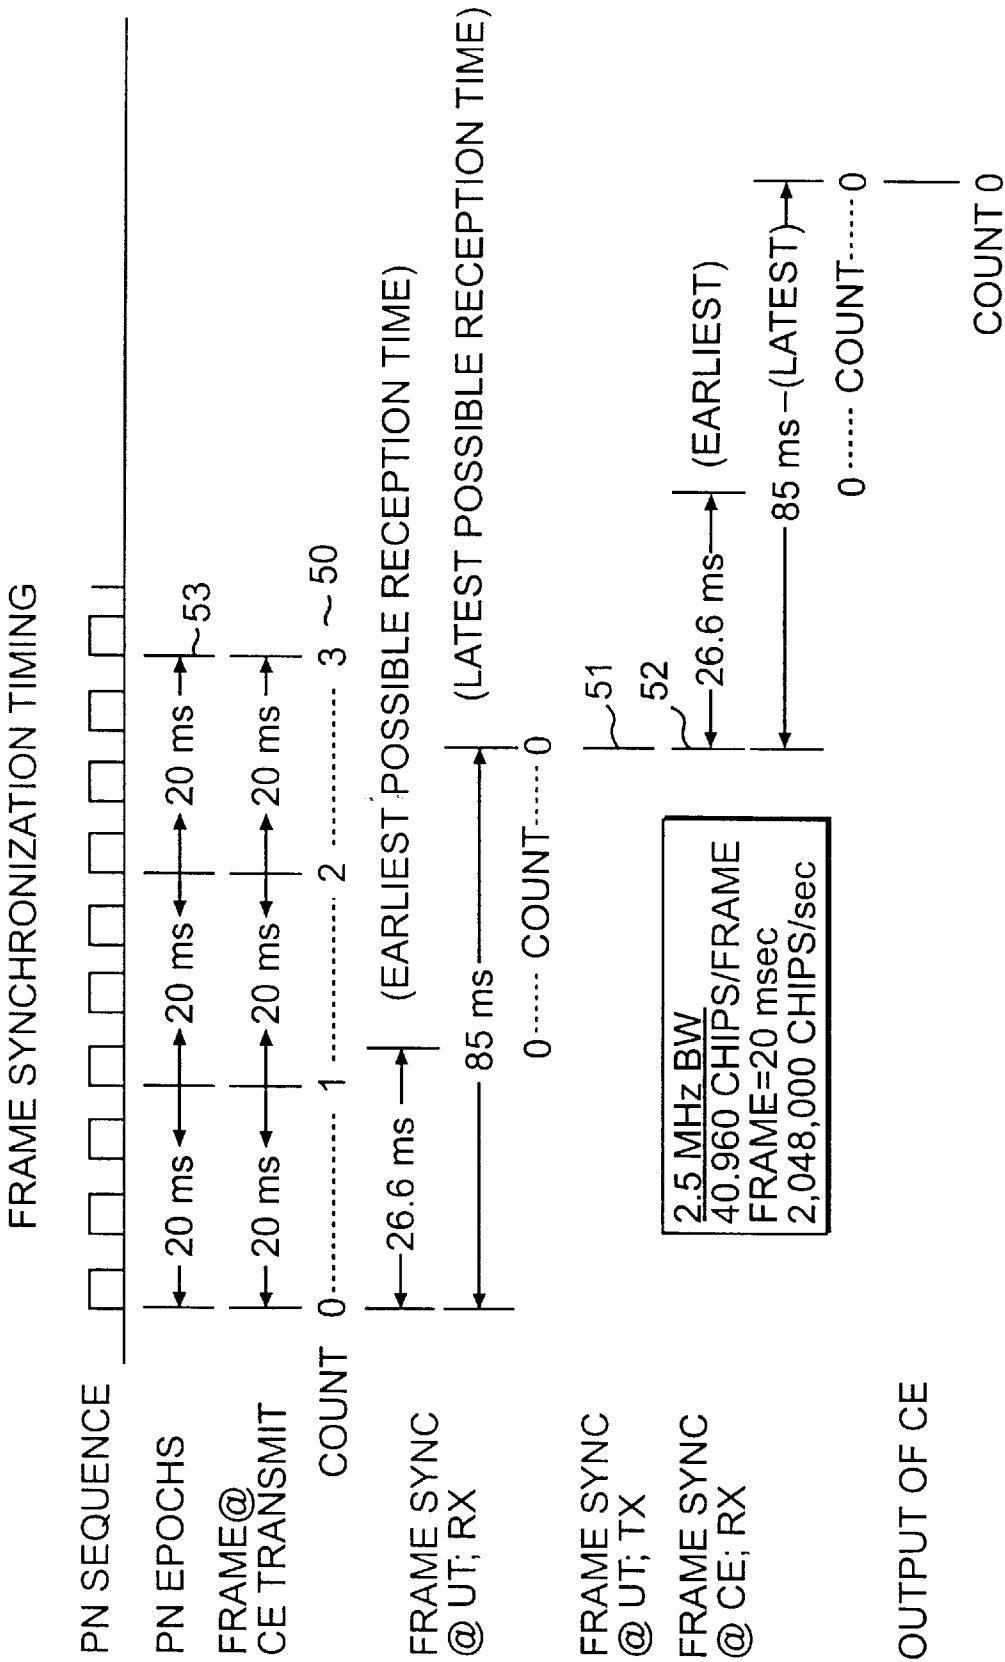 FRAME SYNCHRONIZATION TIMING
PN SEQUENCE
PN EPOCHS
20 ms 20 ms 20 ms 53
FRAME@
CE TRANSMIT
20 ms 20 ms 20 ms
COUNT 0 1 2 3 ~50
FRAME SYNC
@ UT; RX
26.6 ms (EARLIEST POSSIBLE RECEPTION TIME)
85 ms (LATEST POSSIBLE RECEPTION TIME)
0 ----- COUNT ------ 0
FRAME SYNC
@ UT; TX
51
FRAME SYNC
@ CE; RX
52
26.6 ms (EARLIEST)
85 ms (LATEST)
0 ----- COUNT ------ 0
2.5 MHz BW
40.960 CHIPS/FRAME
FRAME=20 msec
2,048,000 CHIPS/sec
OUTPUT OF CE
COUNT 0